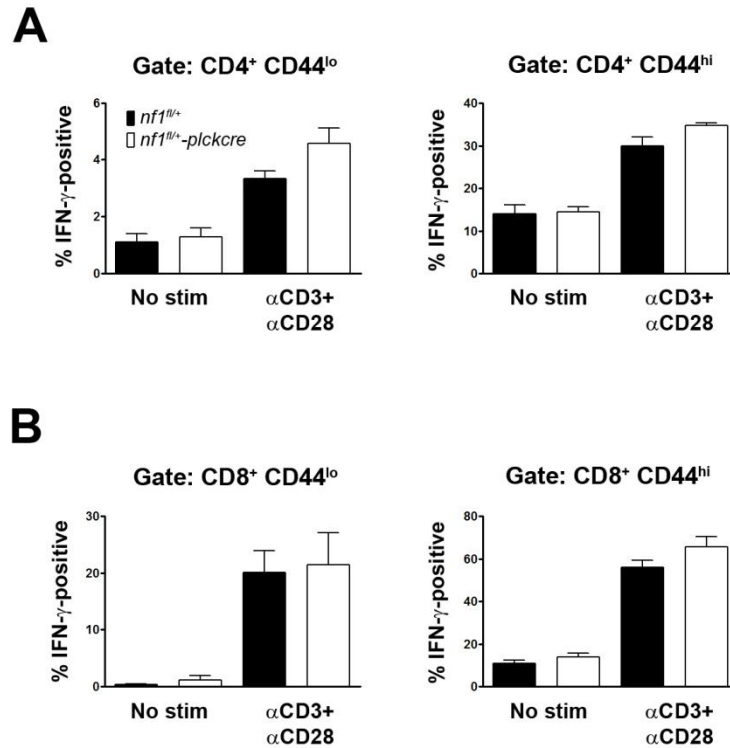 A
Gate: CD4⁺ CD44ˡᵒ
% IFN-γ-positive
6
4
2
0
nf1ᶠˡ/⁺
nf1ᶠˡ/⁺-plckcre
No stim
αCD3+
αCD28
Gate: CD4⁺ CD44ʰⁱ
% IFN-γ-positive
40
30
20
10
0
No stim
αCD3+
αCD28
B
Gate: CD8⁺ CD44ˡᵒ
% IFN-γ-positive
30
20
10
0
No stim
αCD3+
αCD28
Gate: CD8⁺ CD44ʰⁱ
% IFN-γ-positive
80
60
40
20
0
No stim
αCD3+
αCD28